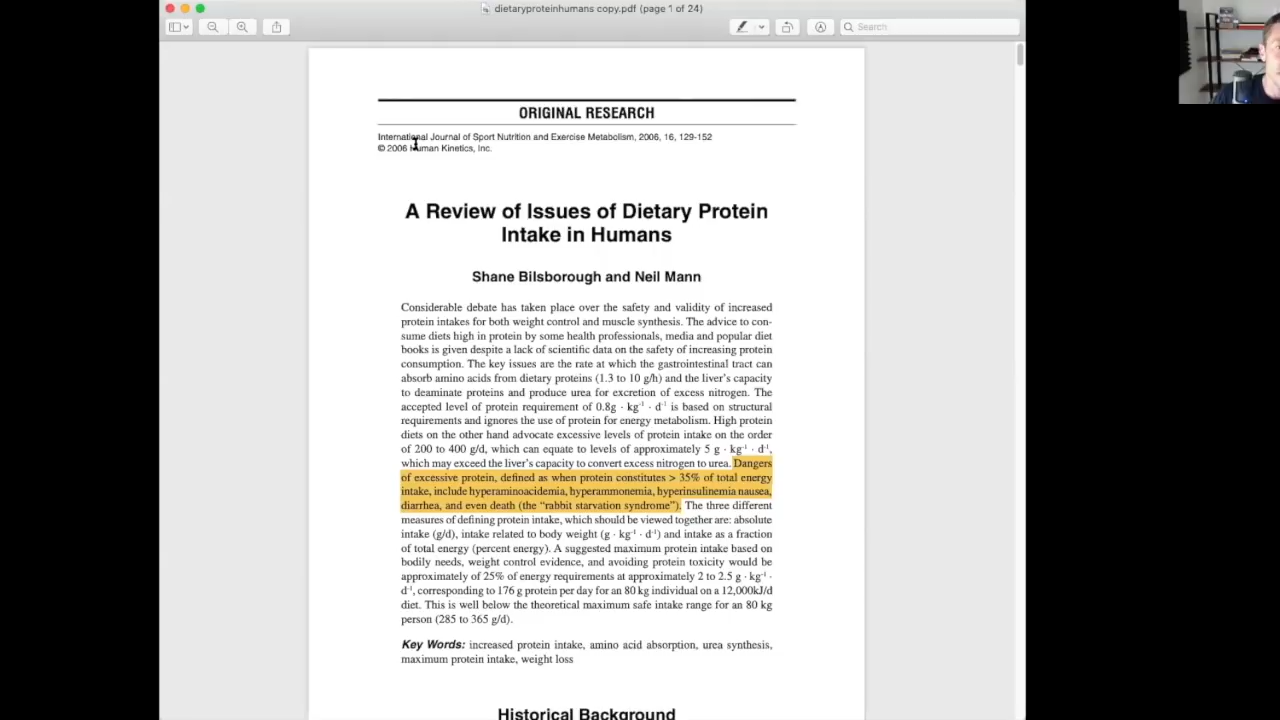 dietaryproteinhumans copy.pdf (page 1 of 24)
Search
ORIGINAL RESEARCH
International Journal of Sport Nutrition and Exercise Metabolism, 2006, 16, 129-152
© 2006 Human Kinetics, Inc.
A Review of Issues of Dietary Protein
Intake in Humans
Shane Bilsborough and Neil Mann
Considerable debate has taken place over the safety and validity of increased
protein intakes for both weight control and muscle synthesis. The advice to con-
sume diets high in protein by some health professionals, media and popular diet
books is given despite a lack of scientific data on the safety of increasing protein
consumption. The key issues are the rate at which the gastrointestinal tract can
absorb amino acids from dietary proteins (1.3 to 10 g/h) and the liver's capacity
to deaminate proteins and produce urea for excretion of excess nitrogen. The
accepted level of protein requirement of 0.8g · kg⁻¹ · d⁻¹ is based on structural
requirements and ignores the use of protein for energy metabolism. High protein
diets on the other hand advocate excessive levels of protein intake on the order
of 200 to 400 g/d, which can equate to levels of approximately 5 g · kg⁻¹ · d⁻¹,
which may exceed the liver's capacity to convert excess nitrogen to urea. Dangers
of excessive protein, defined as when protein constitutes > 35% of total energy
intake, include hyperaminoacidemia, hyperammonemia, hyperinsulinemia nausea,
diarrhea, and even death (the “rabbit starvation syndrome”). The three different
measures of defining protein intake, which should be viewed together are: absolute
intake (g/d), intake related to body weight (g · kg⁻¹ · d⁻¹) and intake as a fraction
of total energy (percent energy). A suggested maximum protein intake based on
bodily needs, weight control evidence, and avoiding protein toxicity would be
approximately of 25% of energy requirements at approximately 2 to 2.5 g · kg⁻¹ ·
d⁻¹, corresponding to 176 g protein per day for an 80 kg individual on a 12,000kJ/d
diet. This is well below the theoretical maximum safe intake range for an 80 kg
person (285 to 365 g/d).
Key Words: increased protein intake, amino acid absorption, urea synthesis,
maximum protein intake, weight loss
Historical Background